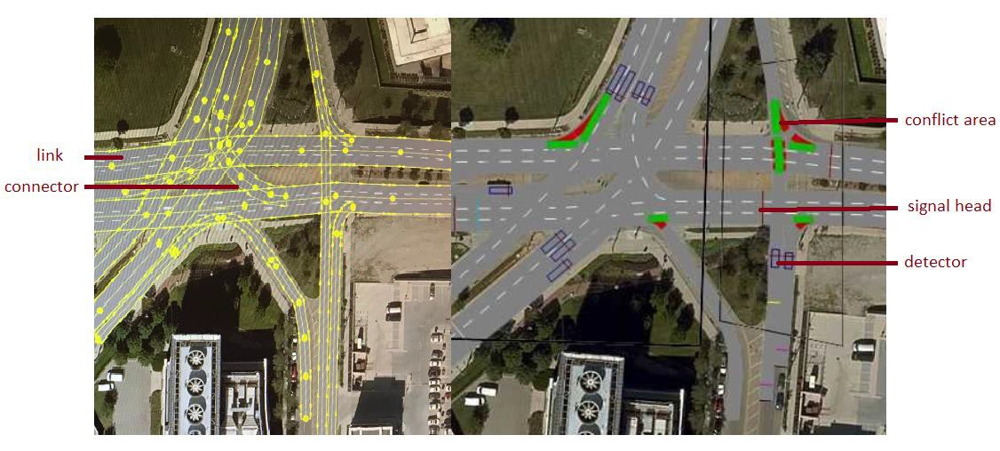 link
connector
conflict area
signal head
detector